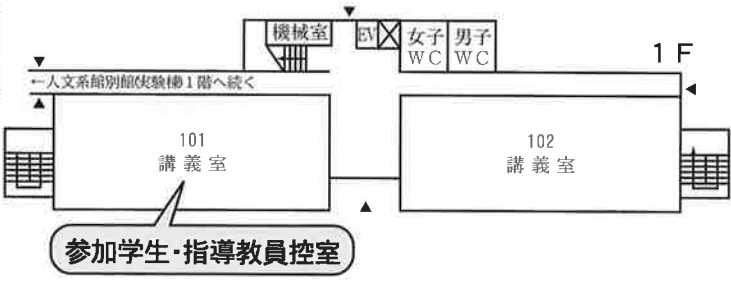 機械室
EV
女子
WC
男子
WC
1F
←人文系館別館(実験棟)1階へ続く
101
講義室
102
講義室
参加学生・指導教員控室